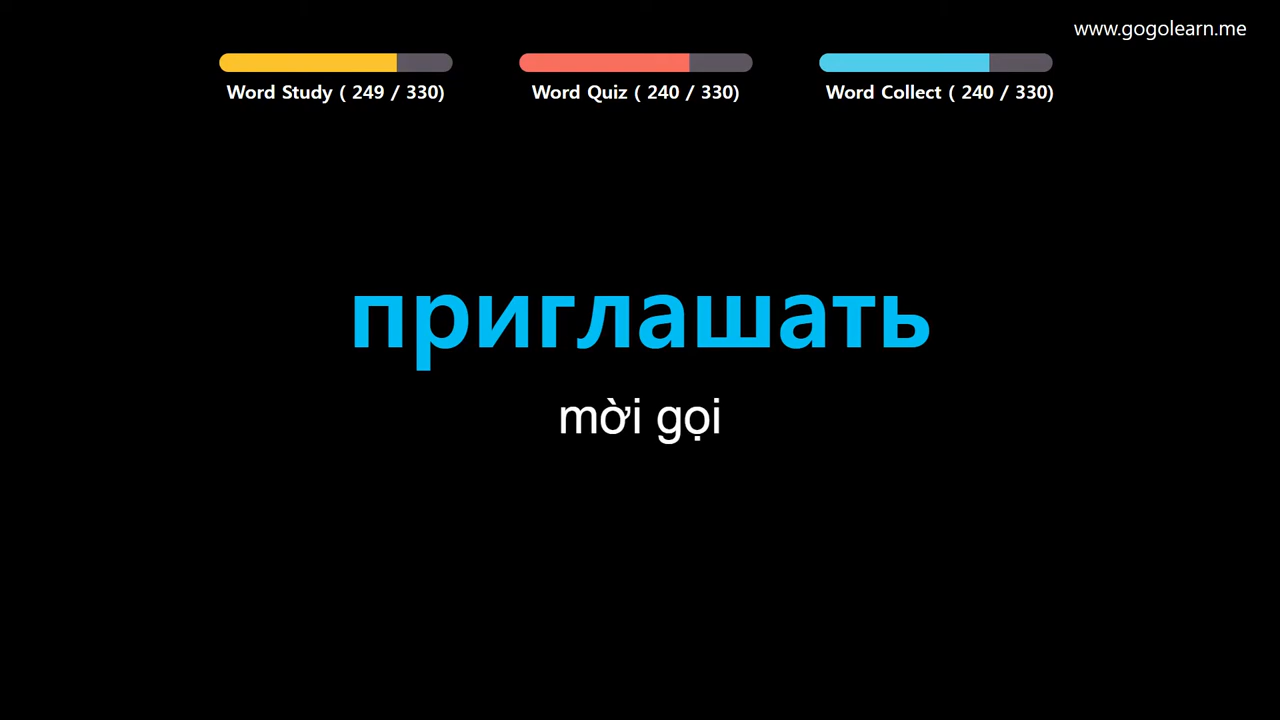 www.gogolearn.me
Word Study ( 249 / 330)
Word Quiz ( 240 / 330)
Word Collect ( 240 / 330)
приглашать
mời gọi